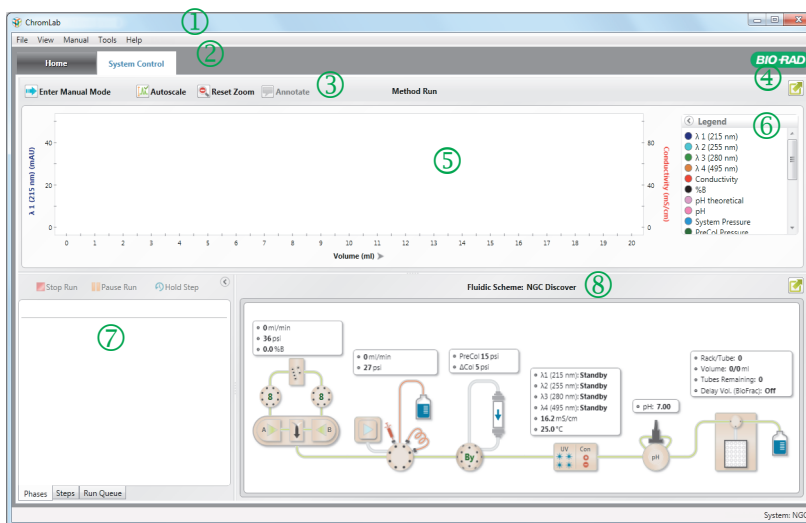 ChromLab
①
File View Manual Tools Help
②
Home System Control
BIO-RAD
④
Enter Manual Mode Autoscale Reset Zoom Annotate ③ Method Run
λ 1 (215 nm) (mAU)
40
20
0
⑤
80
40
0
Conductivity (mS/cm)
0 1 2 3 4 5 6 7 8 9 10 11 12 13 14 15 16 17 18 19 20
Volume (ml)
Legend ⑥
λ 1 (215 nm)
λ 2 (255 nm)
λ 3 (280 nm)
λ 4 (495 nm)
Conductivity
%B
pH theoretical
pH
System Pressure
PreCol Pressure
Stop Run Pause Run Hold Step
⑦
Phases Steps Run Queue
Fluidic Scheme: NGC Discover ⑧
0 ml/min
36 psi
0.0 %B
8 8
A B
0 ml/min
27 psi
PreCol 15 psi
ΔCol 5 psi
By
λ1 (215 nm): Standby
λ2 (255 nm): Standby
λ3 (280 nm): Standby
λ4 (495 nm): Standby
16.2 mS/cm
25.0 °C
UV Con
pH: 7.00
pH
Rack/Tube: 0
Volume: 0/0 ml
Tubes Remaining: 0
Delay Vol. (BioFrac): Off
System: NGC